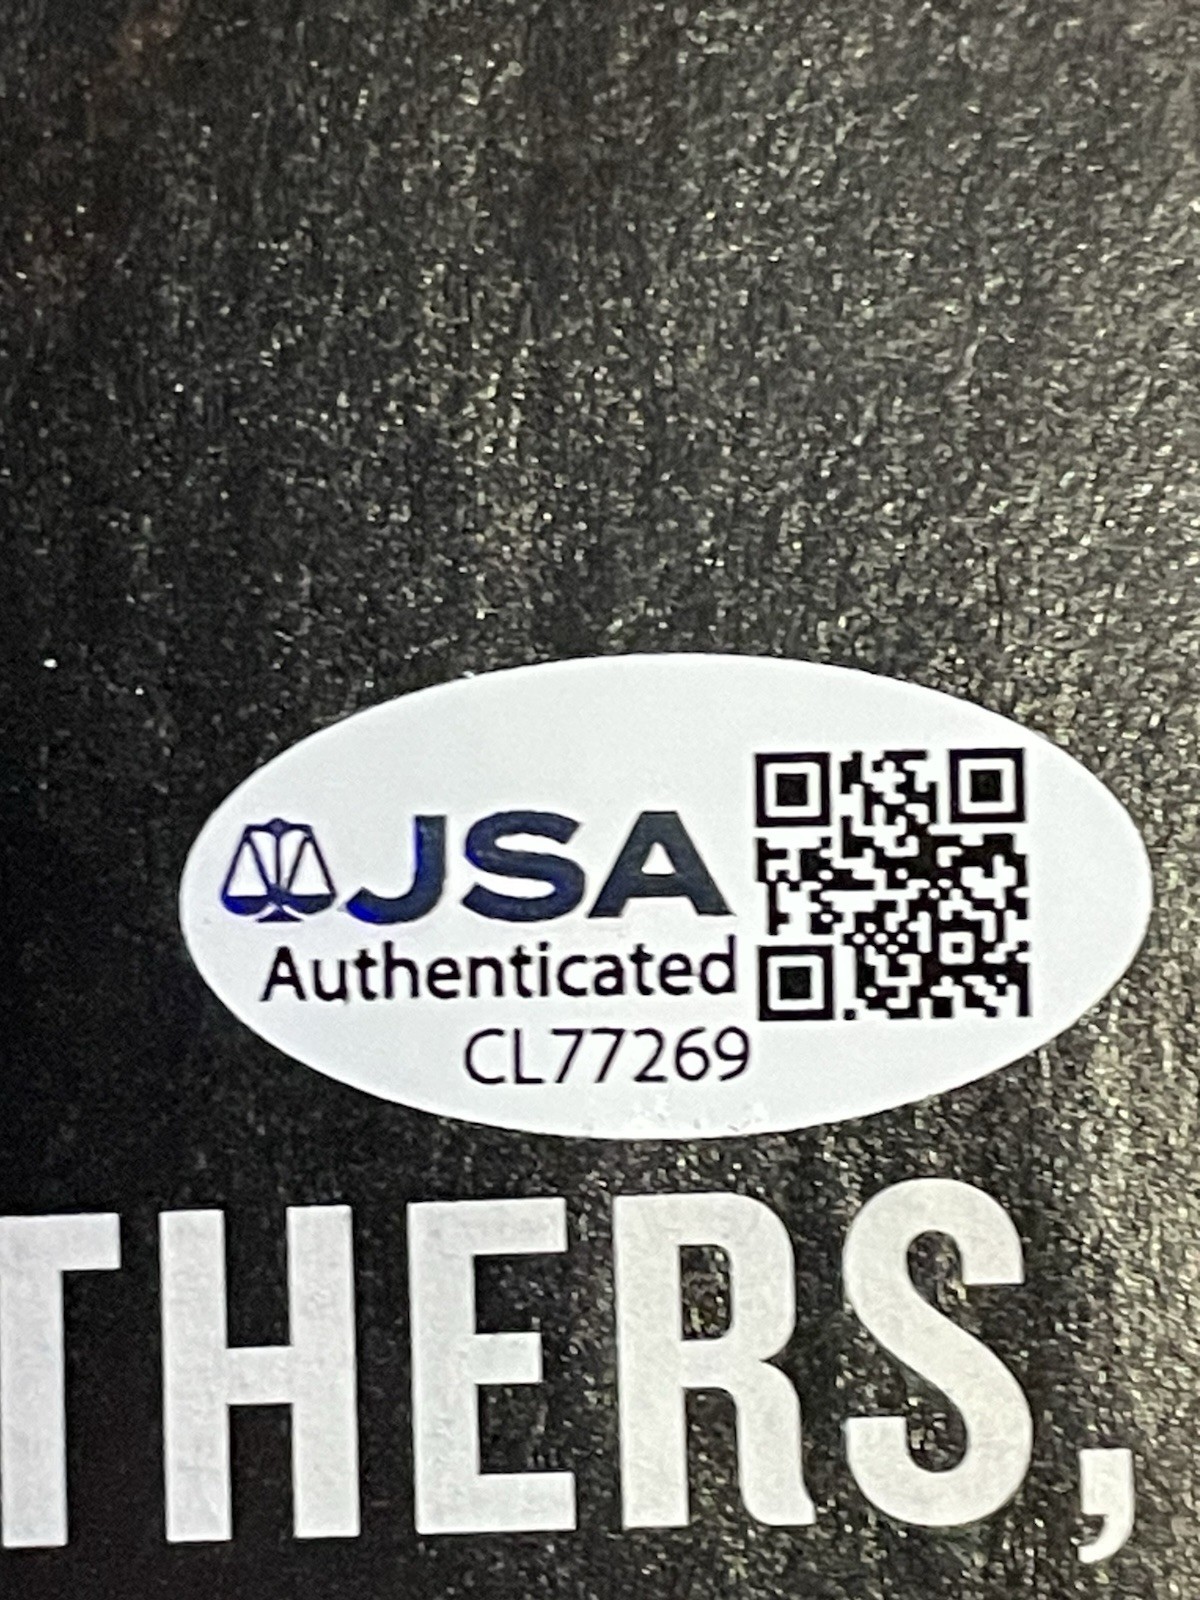 JSA
Authenticated
CL77269
THERS,